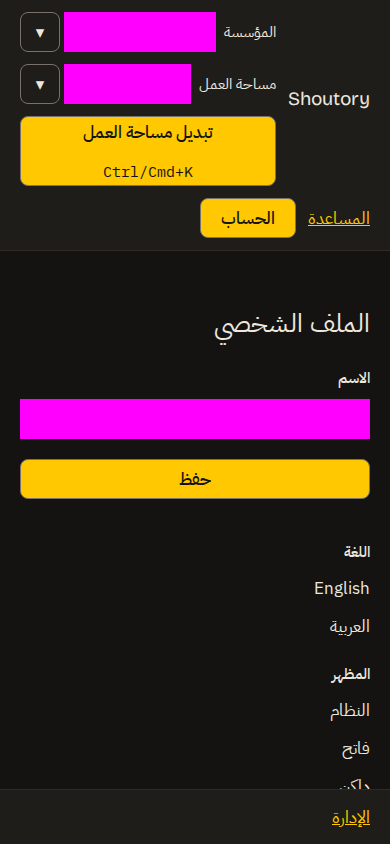 Shoutory
المؤسسة
▼
مساحة العمل
▼
تبديل مساحة العمل
Ctrl/Cmd+K
المساعدة
الحساب
الملف الشخصي
الاسم
حفظ
اللغة
English
العربية
المظهر
النظام
فاتح
داكن
الإدارة